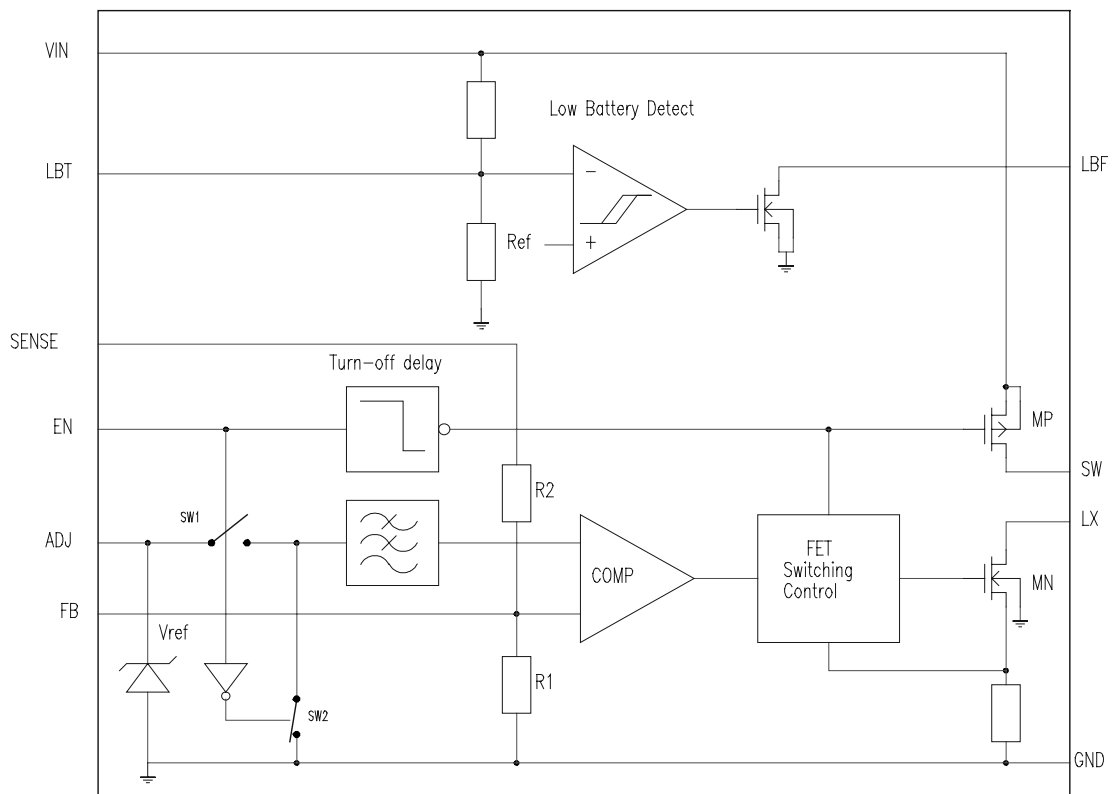 VIN
Low Battery Detect
LBT
LBF
−
Ref
+
SENSE
Turn-off delay
EN
MP
SW
R2
SW1
LX
ADJ
FET
Switching
Control
COMP
MN
FB
Vref
R1
SW2
GND